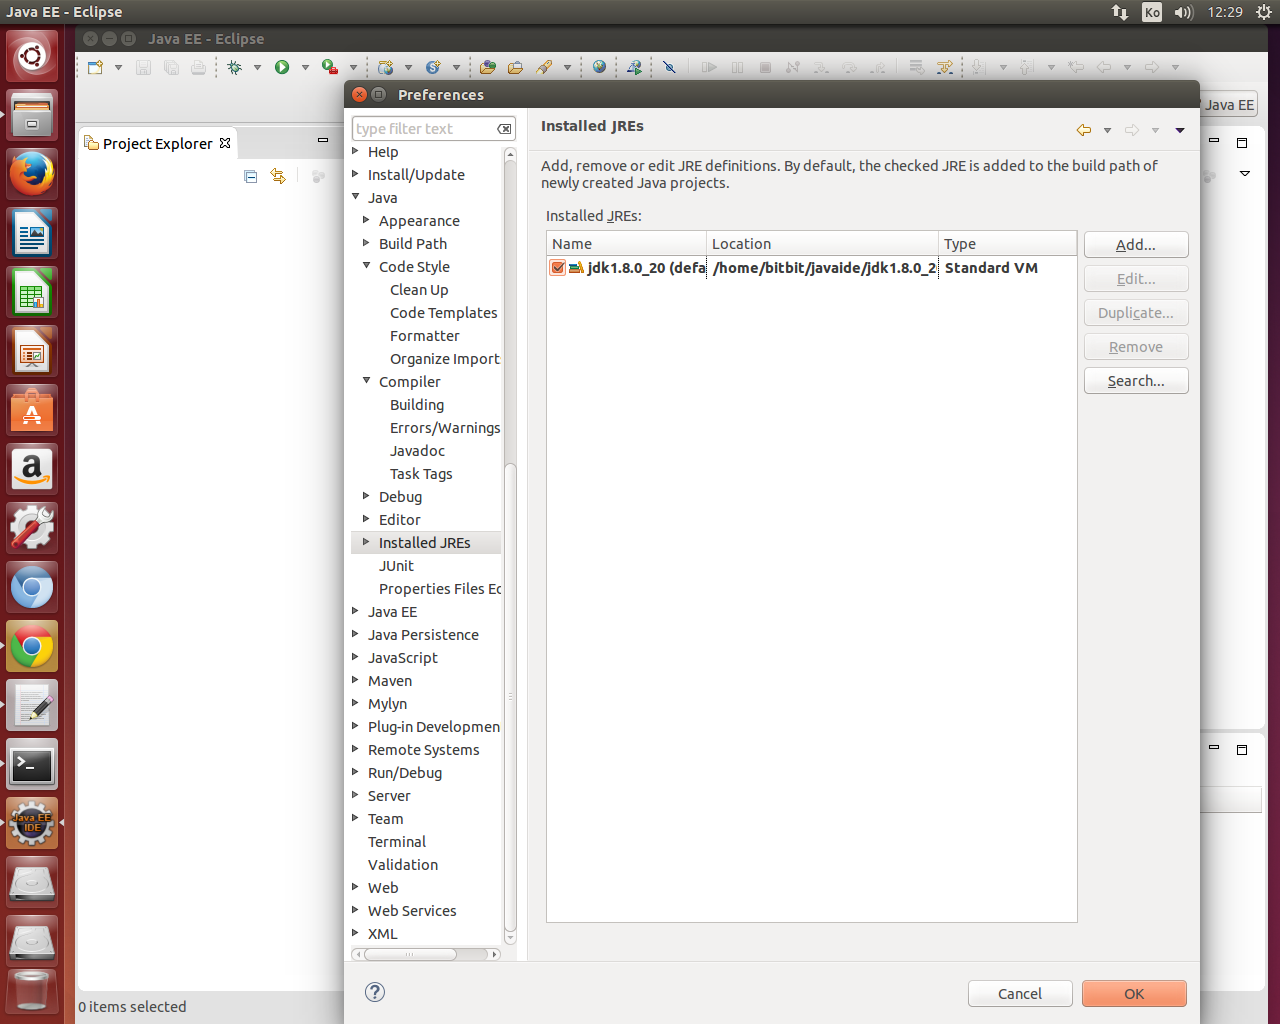 Java EE - Eclipse
Ko
12:29
Java EE - Eclipse
Preferences
Java EE
type filter text
Installed JREs
Project Explorer
Help
Install/Update
Java
Appearance
Build Path
Code Style
Clean Up
Code Templates
Formatter
Organize Import
Compiler
Building
Errors/Warnings
Javadoc
Task Tags
Debug
Editor
Installed JREs
JUnit
Properties Files Ec
Java EE
Java Persistence
JavaScript
Maven
Mylyn
Plug-in Developmen
Remote Systems
Run/Debug
Server
Team
Terminal
Validation
Web
Web Services
XML
Add, remove or edit JRE definitions. By default, the checked JRE is added to the build path of
newly created Java projects.
Installed JREs:
Name Location Type
jdk1.8.0_20 (defa /home/bitbit/javaide/jdk1.8.0_2 Standard VM
Add...
Edit...
Duplicate...
Remove
Search...
Java EE
IDE
0 items selected
Cancel
OK